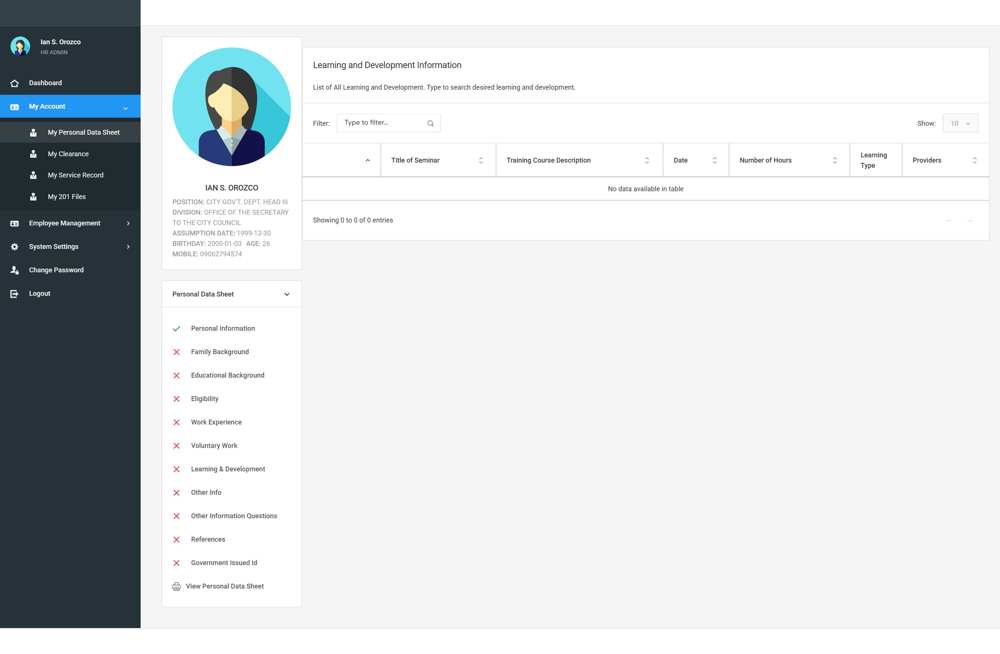 Ian S. Orozco
HR ADMIN
Dashboard
My Account
My Personal Data Sheet
My Clearance
My Service Record
My 201 Files
Employee Management
System Settings
Change Password
Logout
IAN S. OROZCO
POSITION: CITY GOV'T. DEPT. HEAD III
DIVISION: OFFICE OF THE SECRETARY
TO THE CITY COUNCIL
ASSUMPTION DATE: 1999-12-30
BIRTHDAY: 2000-01-03 AGE: 26
MOBILE: 09062794574
Personal Data Sheet
Personal Information
Family Background
Educational Background
Eligibility
Work Experience
Voluntary Work
Learning & Development
Other Info
Other Information Questions
References
Government Issued Id
View Personal Data Sheet
Learning and Development Information
List of All Learning and Development. Type to search desired learning and development.
Filter: Type to filter... Show: 10
Title of Seminar Training Course Description Date Number of Hours Learning Type Providers
No data available in table
Showing 0 to 0 of 0 entries ← →